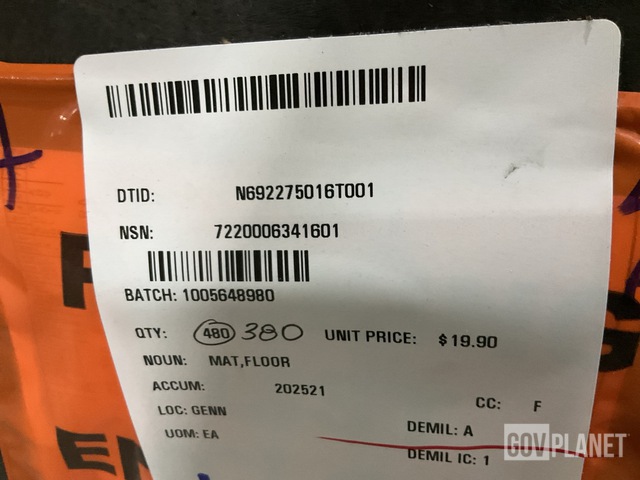 DTID: N692275016T001
NSN: 7220006341601
BATCH: 1005648980
QTY: 480 380 UNIT PRICE: $19.90
NOUN: MAT,FLOOR
ACCUM: 202521
CC: F
LOC: GENN
DEMIL: A
UOM: EA
DEMIL IC: 1
GOVPLANET